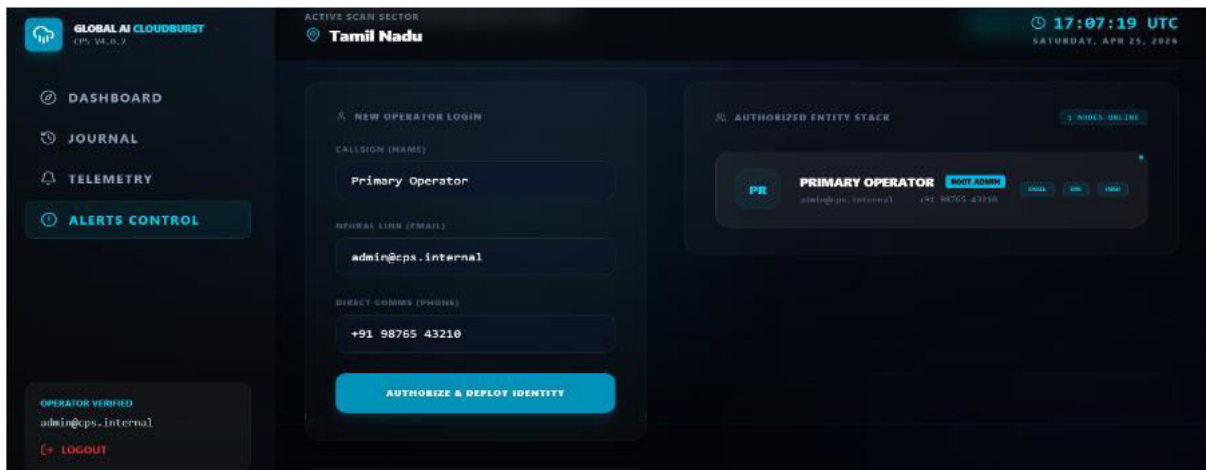 GLOBAL AI CLOUDBURST
CPS V4.0.2
DASHBOARD
JOURNAL
TELEMETRY
ALERTS CONTROL
OPERATOR VERIFIED
admin@cps.internal
LOGOUT
ACTIVE SCAN SECTOR
Tamil Nadu
17:07:19 UTC
SATURDAY, APR 25, 2026
NEW OPERATOR LOGIN
CALLSIGN (NAME)
Primary Operator
NEURAL LINK (EMAIL)
admin@cps.internal
DIRECT COMMS (PHONE)
+91 98765 43210
AUTHORIZE & DEPLOY IDENTITY
AUTHORIZED ENTITY STACK
1 NODES ONLINE
PR
PRIMARY OPERATOR ROOT ADMIN
admin@cps.internal +91 98765 43210
EMAIL SMS